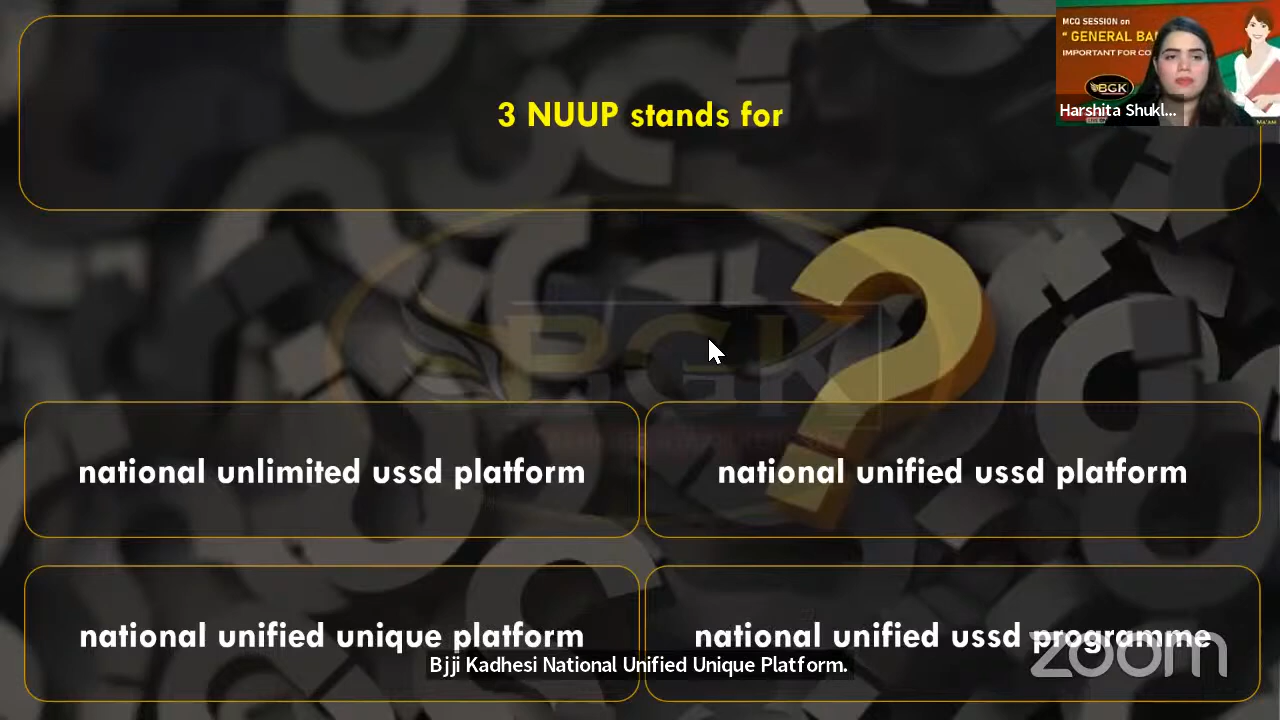 MCQ SESSION on
" GENERAL BA
IMPORTANT FOR CO
BGK
Harshita Shukl...
3 NUUP stands for
BGK
national unlimited ussd platform
national unified ussd platform
national unified unique platform
national unified ussd programme
Bjji Kadhesi National Unified Unique Platform.
zoom